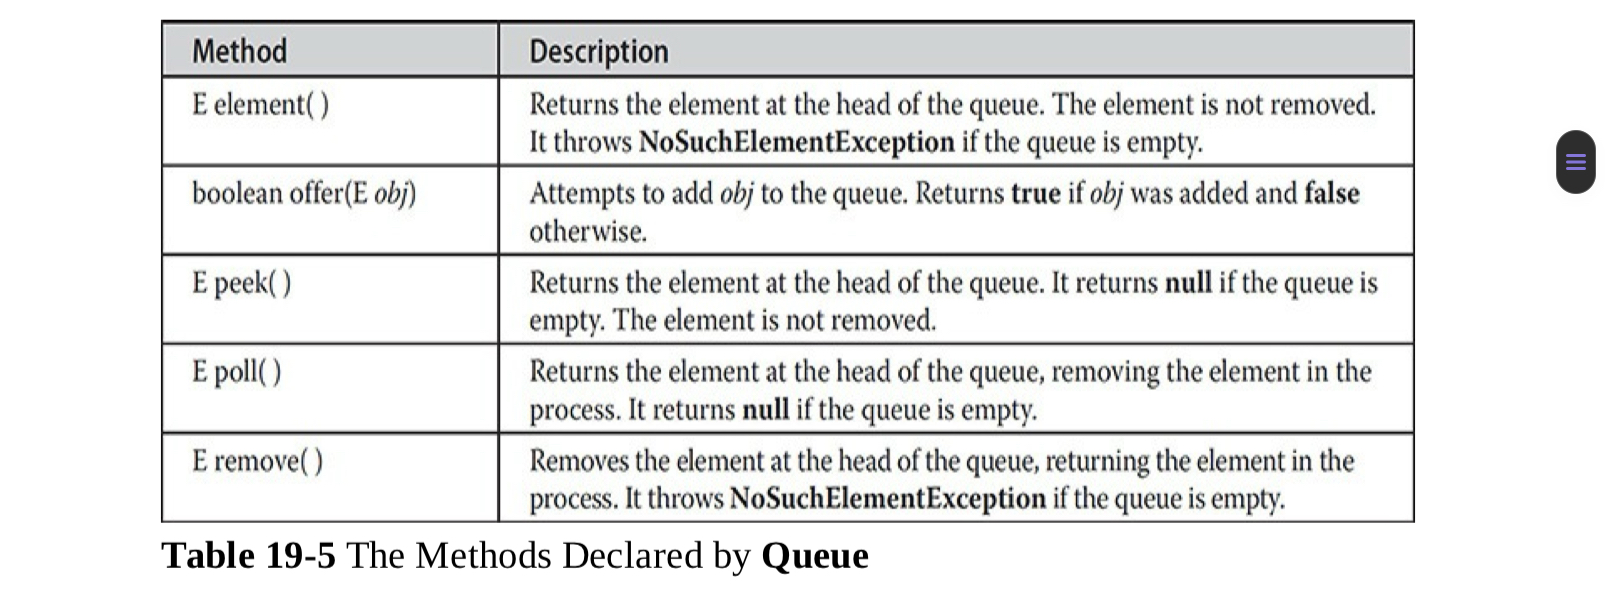 Method Description
E element( ) Returns the element at the head of the queue. The element is not removed.
It throws NoSuchElementException if the queue is empty.
boolean offer(E obj) Attempts to add obj to the queue. Returns true if obj was added and false
otherwise.
E peek( ) Returns the element at the head of the queue. It returns null if the queue is
empty. The element is not removed.
E poll( ) Returns the element at the head of the queue, removing the element in the
process. It returns null if the queue is empty.
E remove( ) Removes the element at the head of the queue, returning the element in the
process. It throws NoSuchElementException if the queue is empty.
Table 19-5 The Methods Declared by Queue